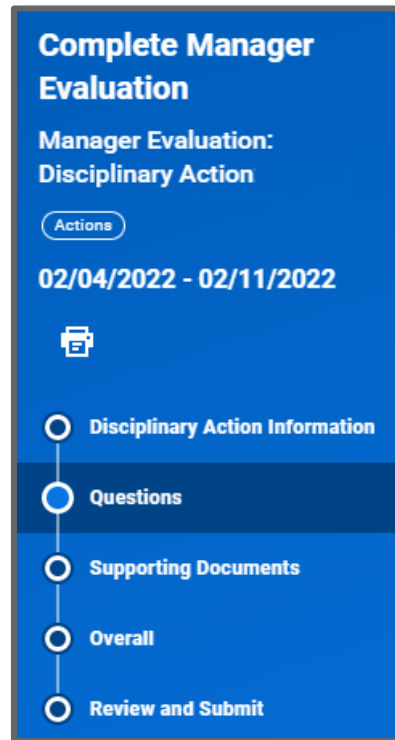 Complete Manager
Evaluation
Manager Evaluation:
Disciplinary Action
Actions
02/04/2022 - 02/11/2022
Disciplinary Action Information
Questions
Supporting Documents
Overall
Review and Submit